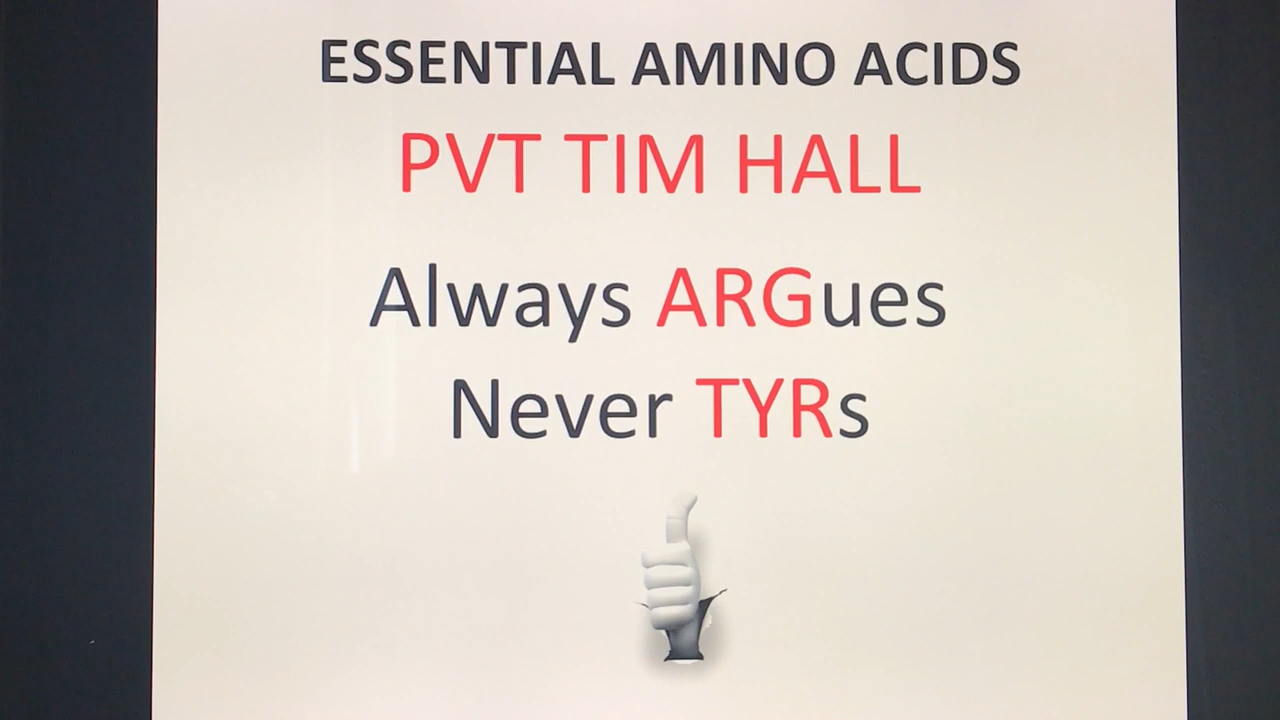 ESSENTIAL AMINO ACIDS
PVT TIM HALL
Always ARGues
Never TYRs